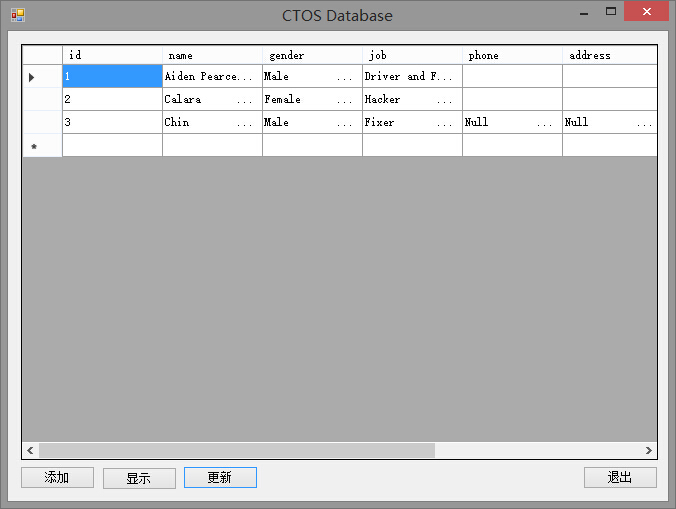 CTOS Database
id name gender job phone address
1 Aiden Pearce... Male ... Driver and F...
2 Calara ... Female ... Hacker ...
3 Chin ... Male ... Fixer ... Null ... Null ...
添加 显示 更新 退出